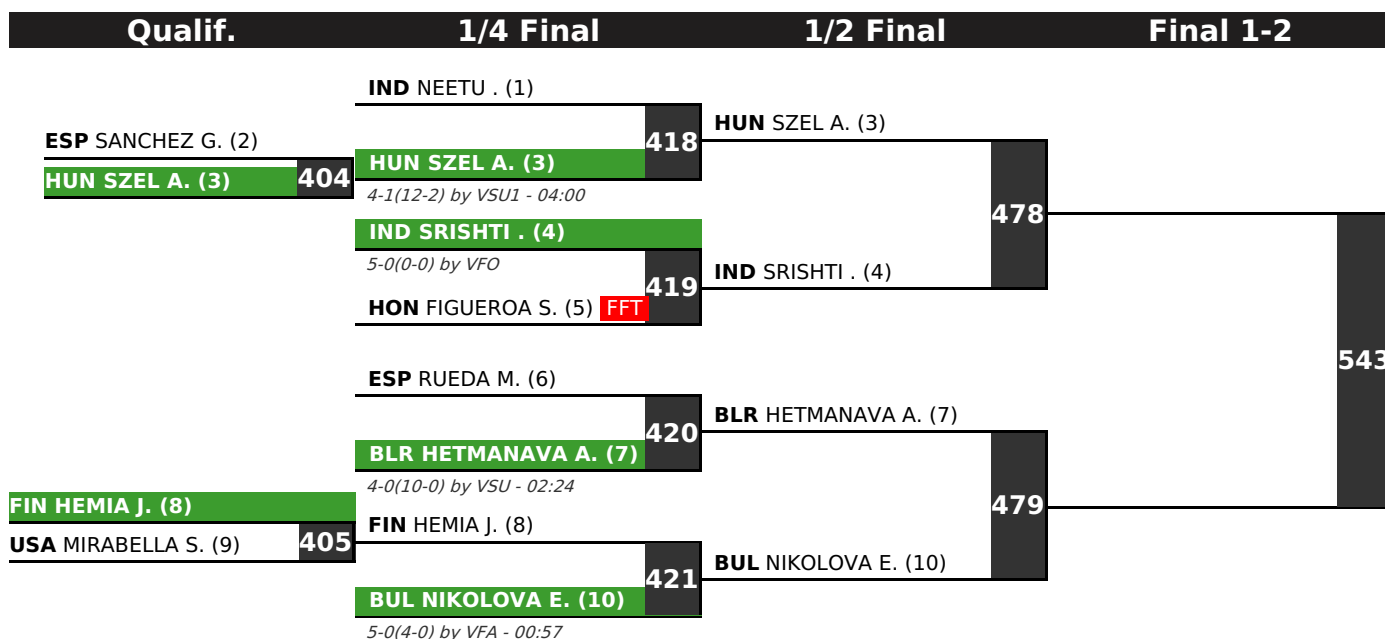 Qualif. 1/4 Final 1/2 Final Final 1-2
IND NEETU . (1)
HUN SZEL A. (3)
ESP SANCHEZ G. (2)
418
HUN SZEL A. (3)
HUN SZEL A. (3)
404
4-1(12-2) by VSU1 - 04:00
478
IND SRISHTI . (4)
5-0(0-0) by VFO
IND SRISHTI . (4)
419
HON FIGUEROA S. (5) FFT
543
ESP RUEDA M. (6)
BLR HETMANAVA A. (7)
420
BLR HETMANAVA A. (7)
4-0(10-0) by VSU - 02:24
FIN HEMIA J. (8)
479
FIN HEMIA J. (8)
USA MIRABELLA S. (9)
405
BUL NIKOLOVA E. (10)
421
BUL NIKOLOVA E. (10)
5-0(4-0) by VFA - 00:57